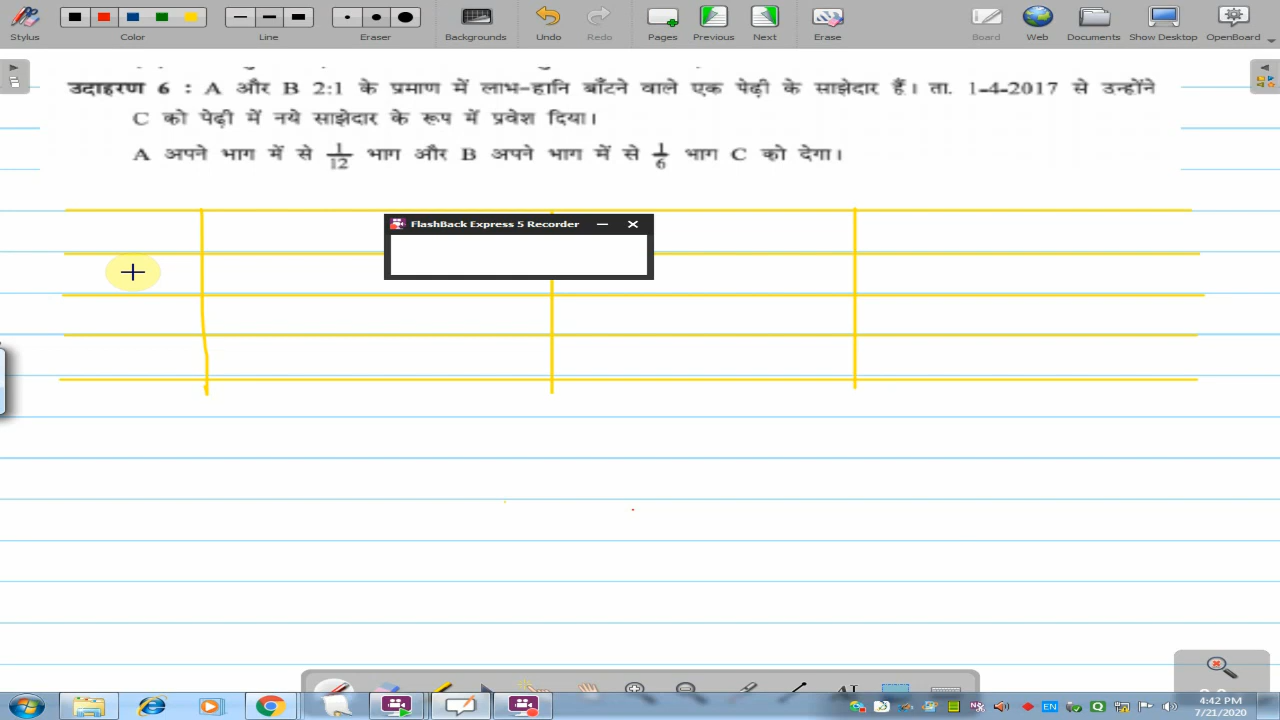 Stylus Color Line Eraser Backgrounds Undo Redo Pages Previous Next Erase Board Web Documents Show Desktop OpenBoard
उदाहरण 6 : A और B 2:1 के प्रमाण में लाभ-हानि बाँटने वाले एक पेढ़ी के साझेदार हैं। ता. 1-4-2017 से उन्होंने
C को पेढ़ी में नये साझेदार के रूप में प्रवेश दिया।
A अपने भाग में से 1/12 भाग और B अपने भाग में से 1/6 भाग C को देगा।
FlashBack Express 5 Recorder
EN
4:42 PM
7/21/2020